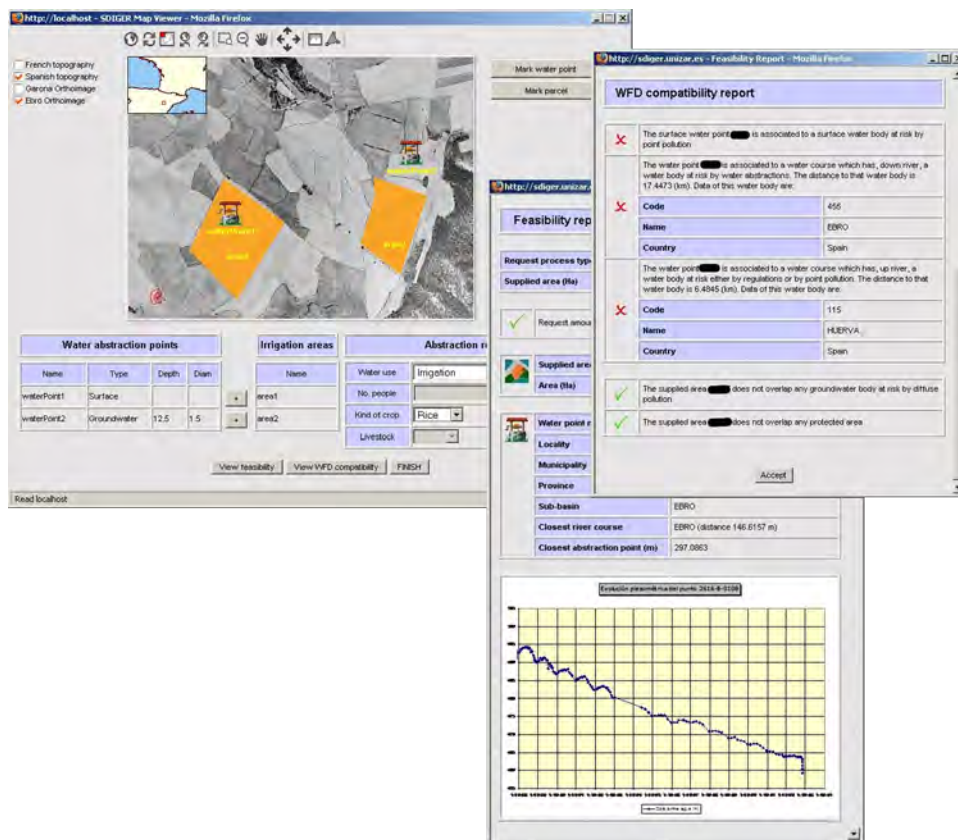 http://localhost - SDIGER Map Viewer - Mozilla Firefox
French topography
Spanish topography
Garona Orthoimage
Ebro Orthoimage
Mark water point
Mark parcel
Water abstraction points
Name Type Depth Diam
waterPoint1 Surface
waterPoint2 Groundwater 12.5 1.5
Irrigation areas
Name
area1
area2
Abstraction
Water use Irrigation
No. people
Kind of crop Rice
Livestock
View feasibility View WFD compatibility FINISH
Read localhost
http://sdiger.unizar.es
Feasibility rep
Request process typ
Supplied area (Ha)
Request amou
Supplied area
Area (Ha)
Water point
Locality
Municipality
Province
Sub-basin EBRO
Closest river course EBRO (distance 146.6157 m)
Closest abstraction point (m) 297.0863
http://sdiger.unizar.es - Feasibility Report - Mozilla Firefox
WFD compatibility report
The surface water point is associated to a surface water body at risk by
point pollution
The water point is associated to a water course which has, down river, a
water body at risk by water abstractions. The distance to that water body is
17.4473 (km). Data of this water body are:
Code 455
Name EBRO
Country Spain
The water point is associated to a water course which has, up river, a
water body at risk either by regulations or by point pollution. The distance to that
water body is 6.4845 (km). Data of this water body are:
Code 115
Name HUERVA
Country Spain
The supplied area does not overlap any groundwater body at risk by diffuse
pollution
The supplied area does not overlap any protected area
Accept